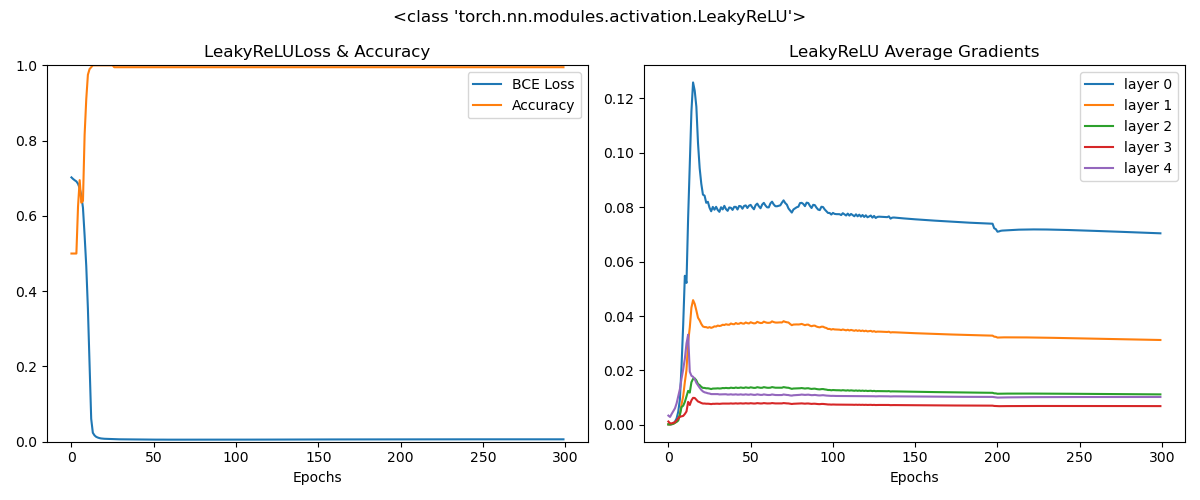 <class 'torch.nn.modules.activation.LeakyReLU'>
LeakyReLULoss & Accuracy
1.0
0.8
0.6
0.4
0.2
0.0
0
50
100
150
200
250
300
Epochs
BCE Loss
Accuracy
LeakyReLU Average Gradients
0.12
0.10
0.08
0.06
0.04
0.02
0.00
0
50
100
150
200
250
300
Epochs
layer 0
layer 1
layer 2
layer 3
layer 4